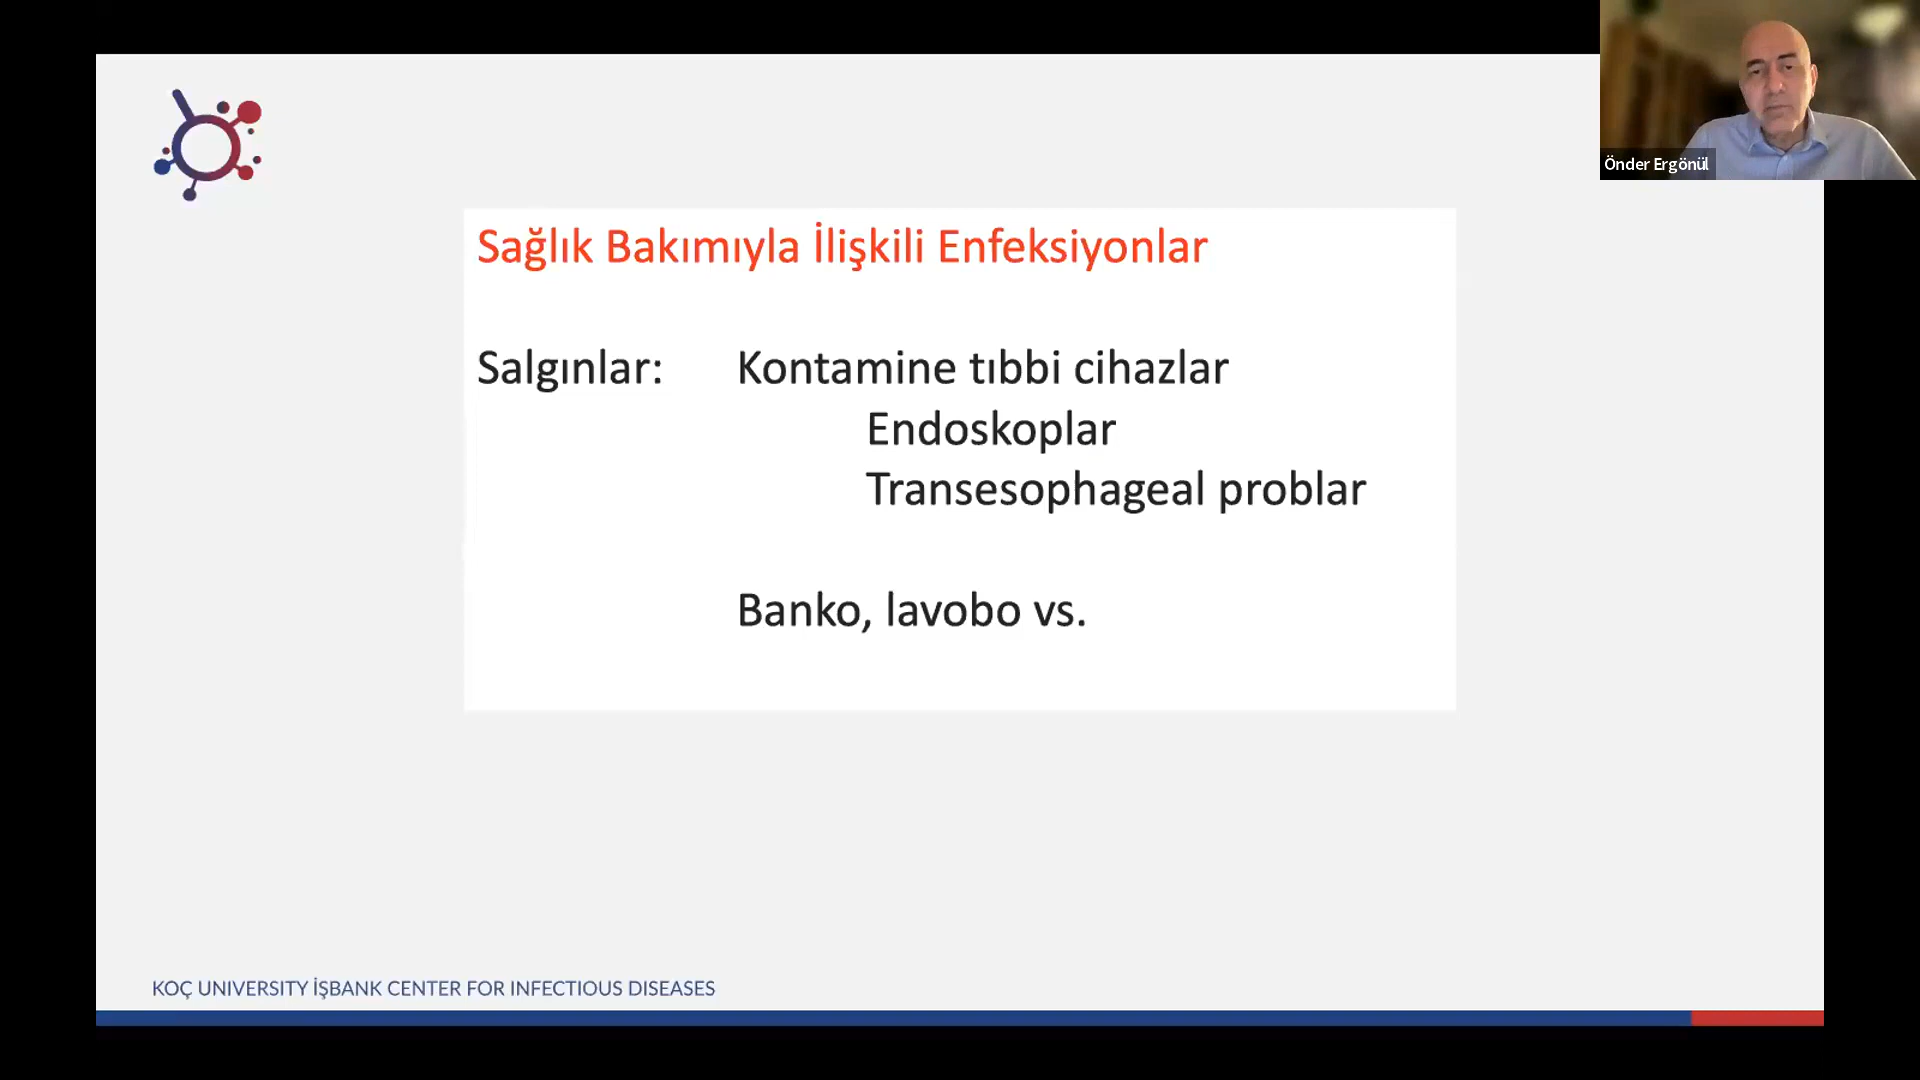 Önder Ergönül
Sağlık Bakımıyla İlişkili Enfeksiyonlar
Salgınlar: Kontamine tıbbi cihazlar
Endoskoplar
Transesophageal problar
Banko, lavobo vs.
KOÇ UNIVERSITY İŞBANK CENTER FOR INFECTIOUS DISEASES